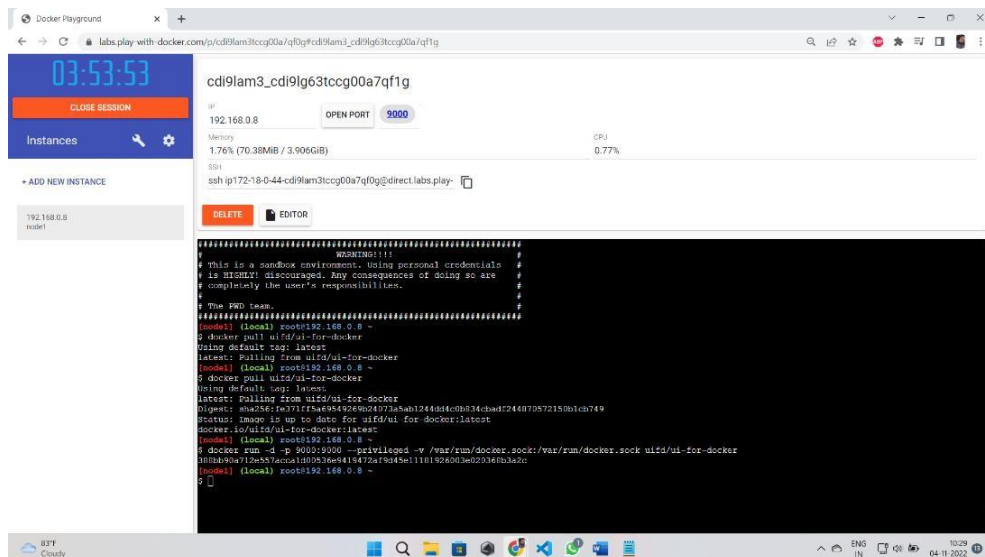 Docker Playground
labs.play-with-docker.com/p/cdi9lam3tccg00a7qf0g#cdi9lam3_cdi9lg63tccg00a7qf1g
03:53:53
CLOSE SESSION
Instances
+ ADD NEW INSTANCE
192.168.0.8
node1
cdi9lam3_cdi9lg63tccg00a7qf1g
IP
192.168.0.8
OPEN PORT
9000
Memory
1.76% (70.38MiB / 3.906GiB)
CPU
0.77%
SSH
ssh ip172-18-0-44-cdi9lam3tccg00a7qf0g@direct.labs.play-
DELETE
EDITOR
###############################################################
# WARNING!!!! #
# This is a sandbox environment. Using personal credentials #
# is HIGHLY! discouraged. Any consequences of doing so are #
# completely the user's responsibilites. #
# #
# The PWD team. #
###############################################################
[node1] (local) root@192.168.0.8 ~
$ docker pull uifd/ui-for-docker
Using default tag: latest
latest: Pulling from uifd/ui-for-docker
[node1] (local) root@192.168.0.8 ~
$ docker pull uifd/ui-for-docker
Using default tag: latest
latest: Pulling from uifd/ui-for-docker
Digest: sha256:fe371ff5a69549269b24073a5ab1244dd4c0b834cbadf244870572150b1cb749
Status: Image is up to date for uifd/ui-for-docker:latest
docker.io/uifd/ui-for-docker:latest
[node1] (local) root@192.168.0.8 ~
$ docker run -d -p 9000:9000 --privileged -v /var/run/docker.sock:/var/run/docker.sock uifd/ui-for-docker
[node1] (local) root@192.168.0.8 ~
$
83°F
Cloudy
ENG
IN
10:29
04-11-2022